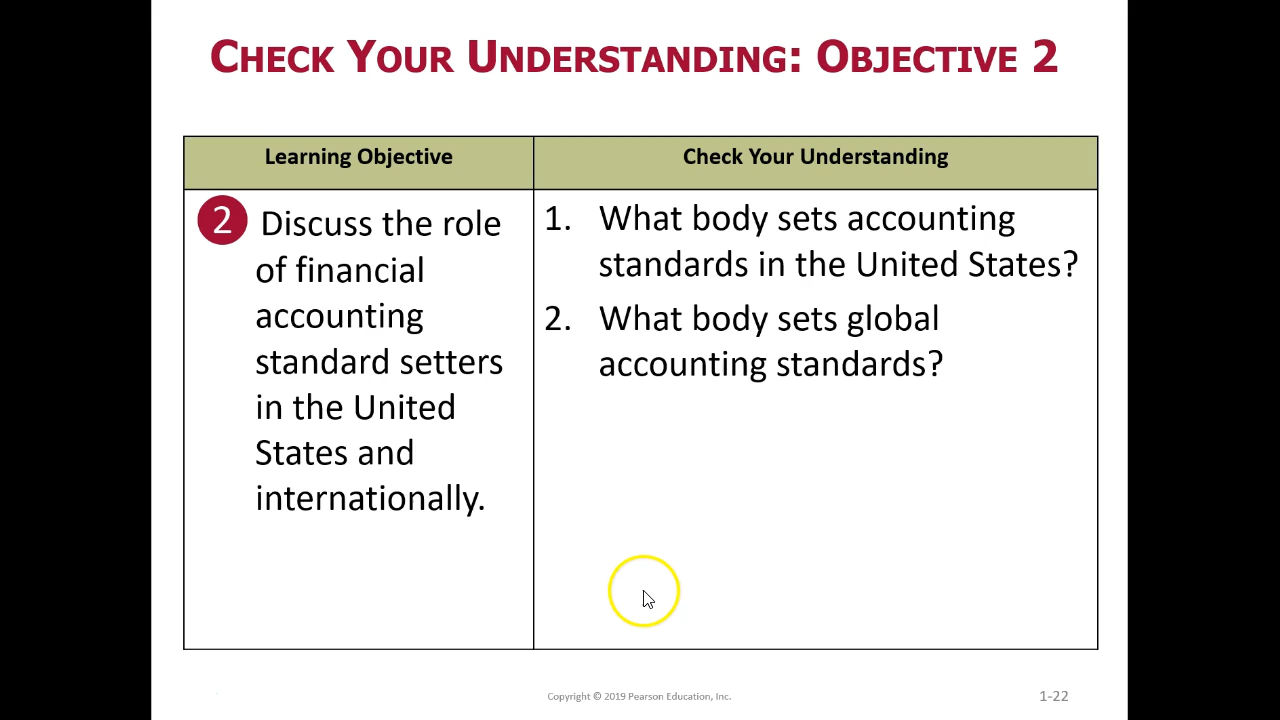 CHECK YOUR UNDERSTANDING: OBJECTIVE 2
Learning Objective
Check Your Understanding
2 Discuss the role
of financial
accounting
standard setters
in the United
States and
internationally.
1. What body sets accounting
standards in the United States?
2. What body sets global
accounting standards?
Copyright © 2019 Pearson Education, Inc.
1-22